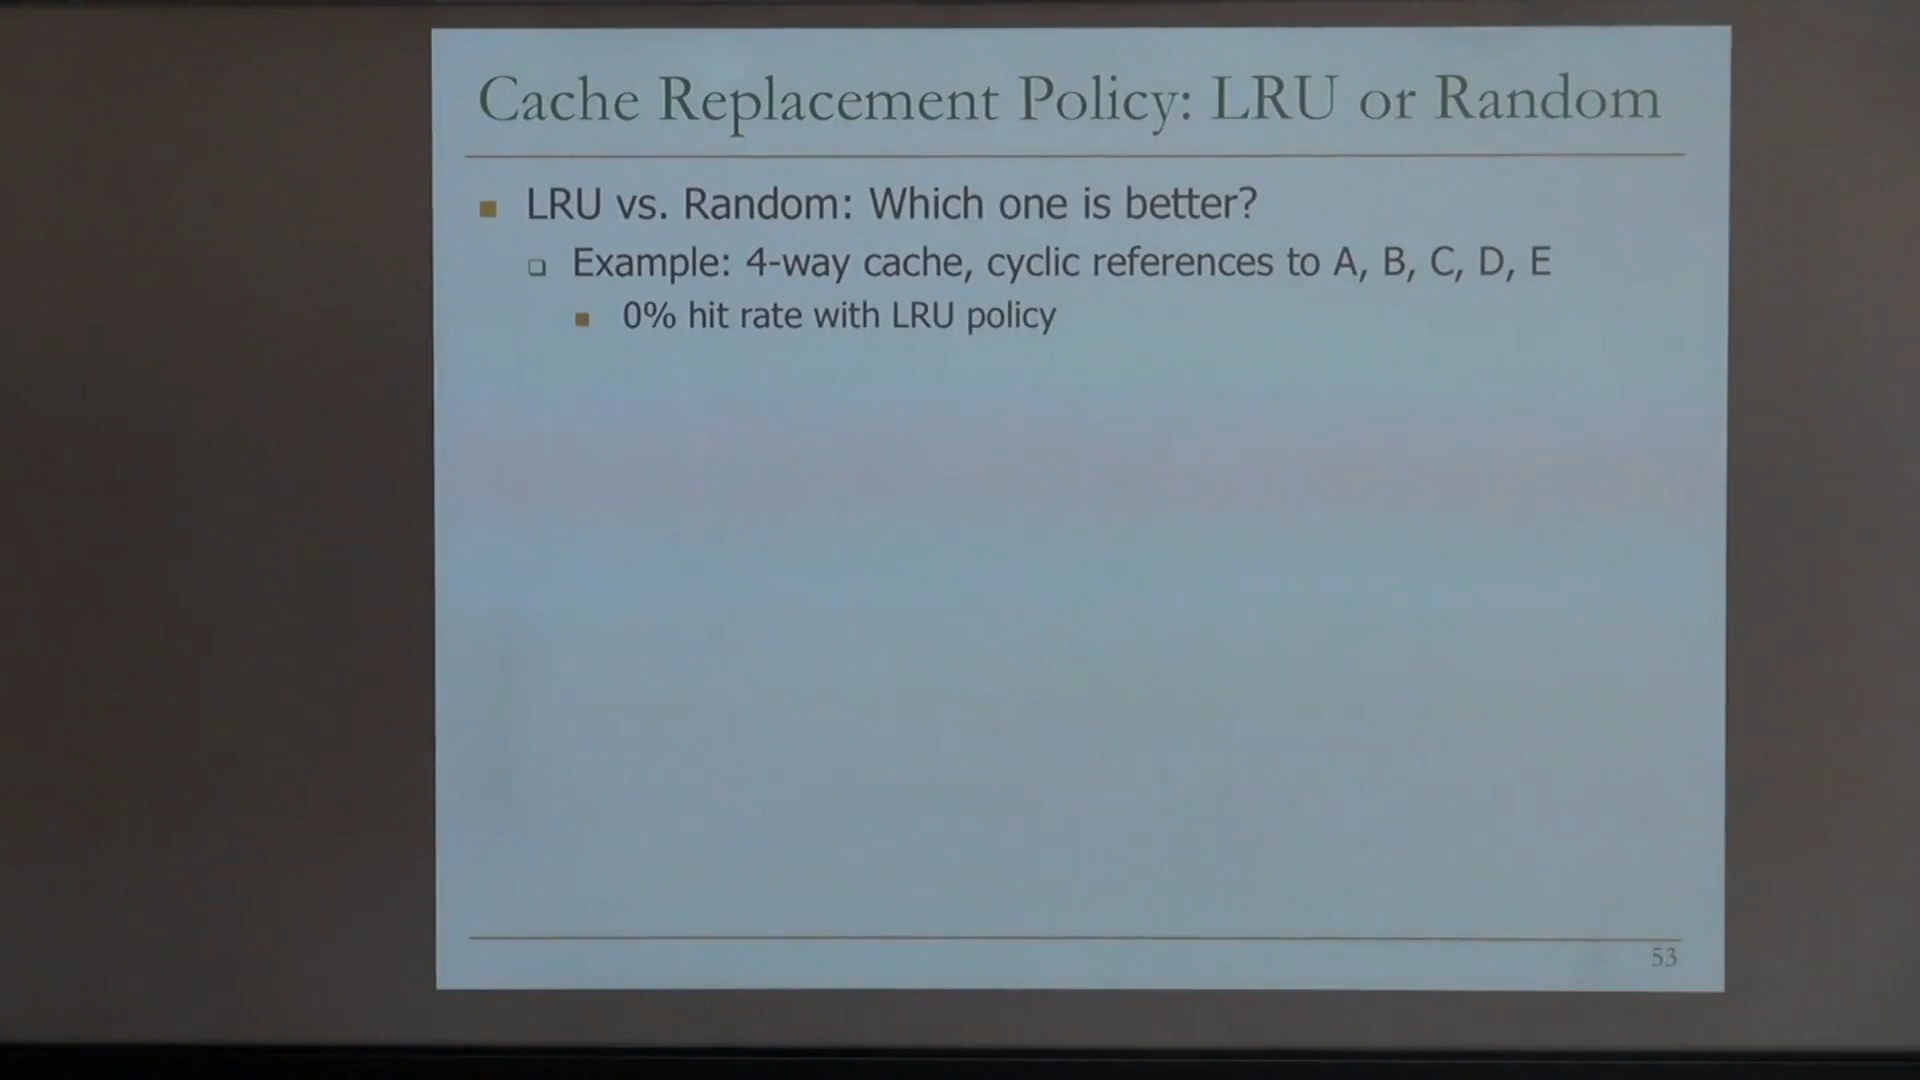 Cache Replacement Policy: LRU or Random
LRU vs. Random: Which one is better?
Example: 4-way cache, cyclic references to A, B, C, D, E
0% hit rate with LRU policy
53